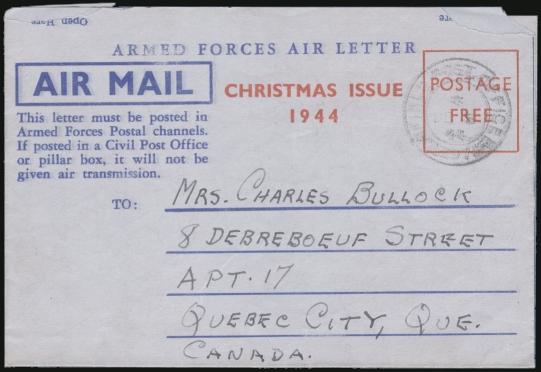 Open Here
ARMED FORCES AIR LETTER
AIR MAIL
CHRISTMAS ISSUE
1944
POSTAGE
FREE
This letter must be posted in
Armed Forces Postal channels.
If posted in a Civil Post Office
or pillar box, it will not be
given air transmission.
TO:
MRS. CHARLES BULLOCK
8 DEBREBOEUF STREET
APT. 17
QUEBEC CITY, QUE.
CANADA.